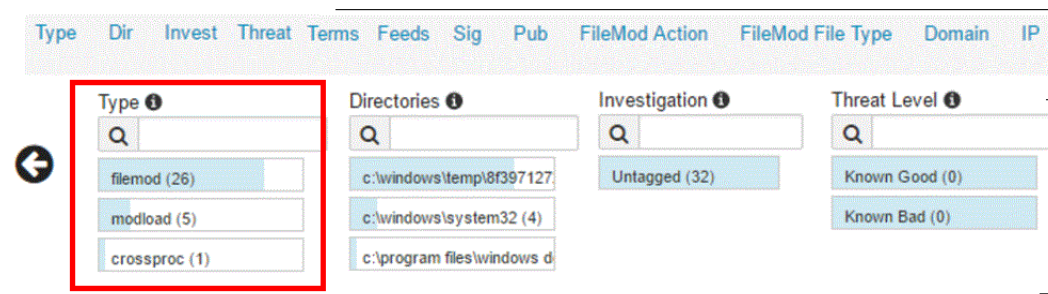 Type Dir Invest Threat Terms Feeds Sig Pub FileMod Action FileMod File Type Domain IP
Type Directories Investigation Threat Level
filemod (26) c:\windows\temp\8f397127 Untagged (32) Known Good (0)
modload (5) c:\windows\system32 (4) Known Bad (0)
crossproc (1) c:\program files\windows d